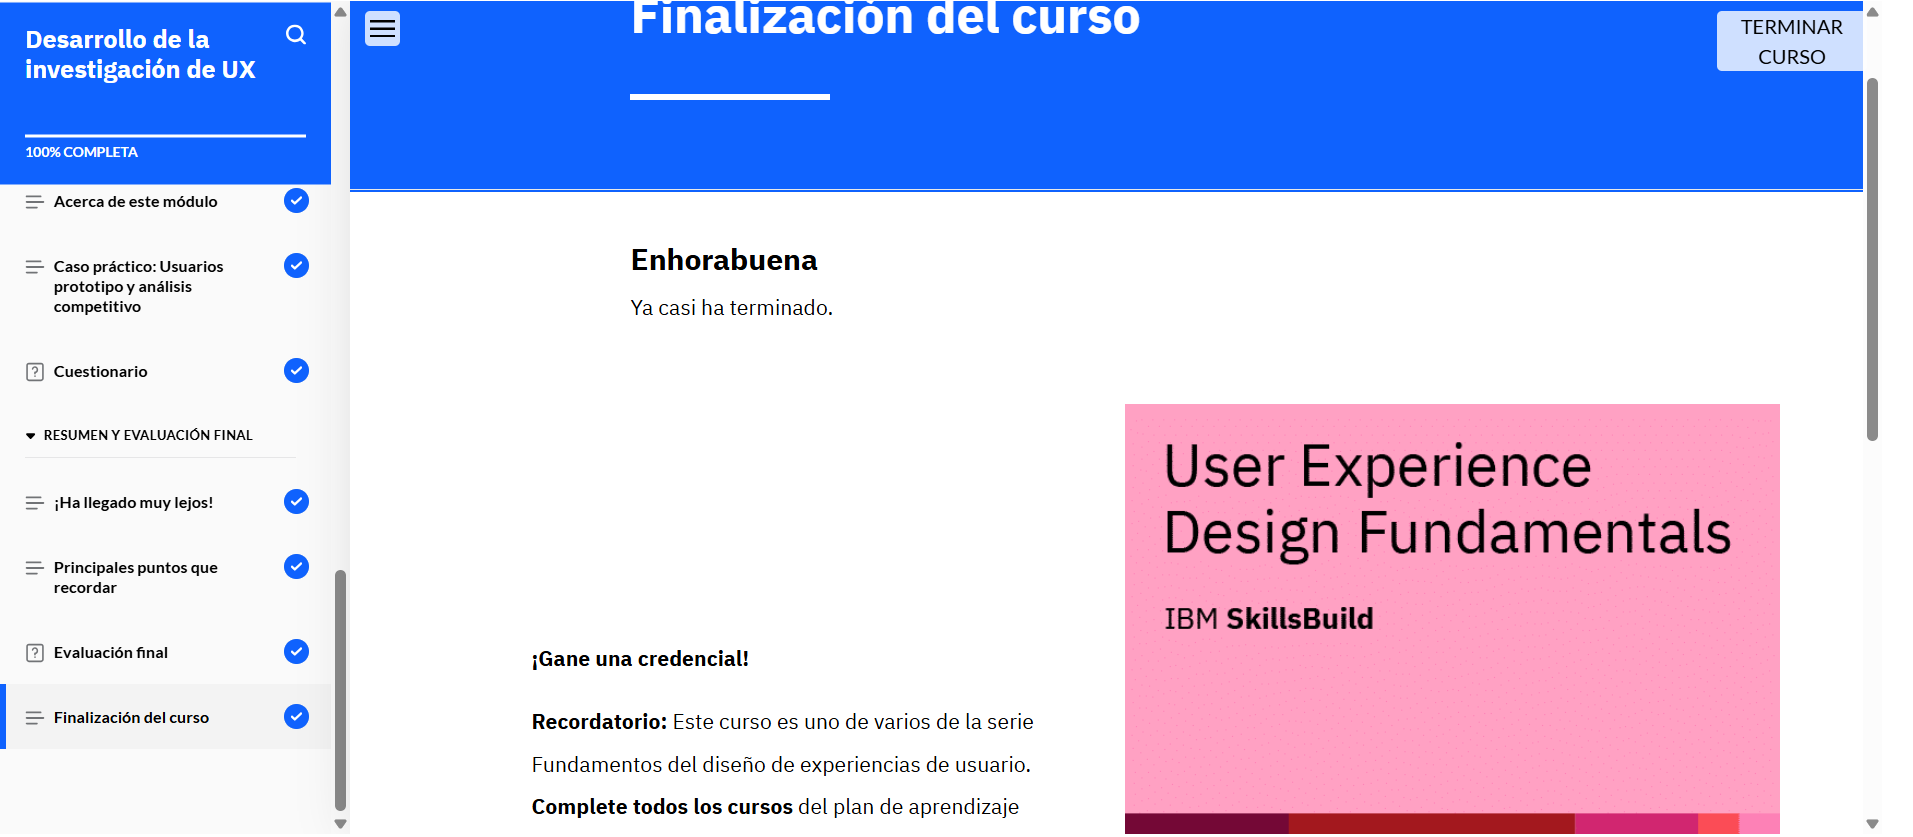 Desarrollo de la
investigación de UX
100% COMPLETA
Acerca de este módulo
Caso práctico: Usuarios
prototipo y análisis
competitivo
Cuestionario
RESUMEN Y EVALUACIÓN FINAL
¡Ha llegado muy lejos!
Principales puntos que
recordar
Evaluación final
Finalización del curso
Finalización del curso
TERMINAR
CURSO
Enhorabuena
Ya casi ha terminado.
¡Gane una credencial!
Recordatorio: Este curso es uno de varios de la serie
Fundamentos del diseño de experiencias de usuario.
Complete todos los cursos del plan de aprendizaje
User Experience
Design Fundamentals
IBM SkillsBuild